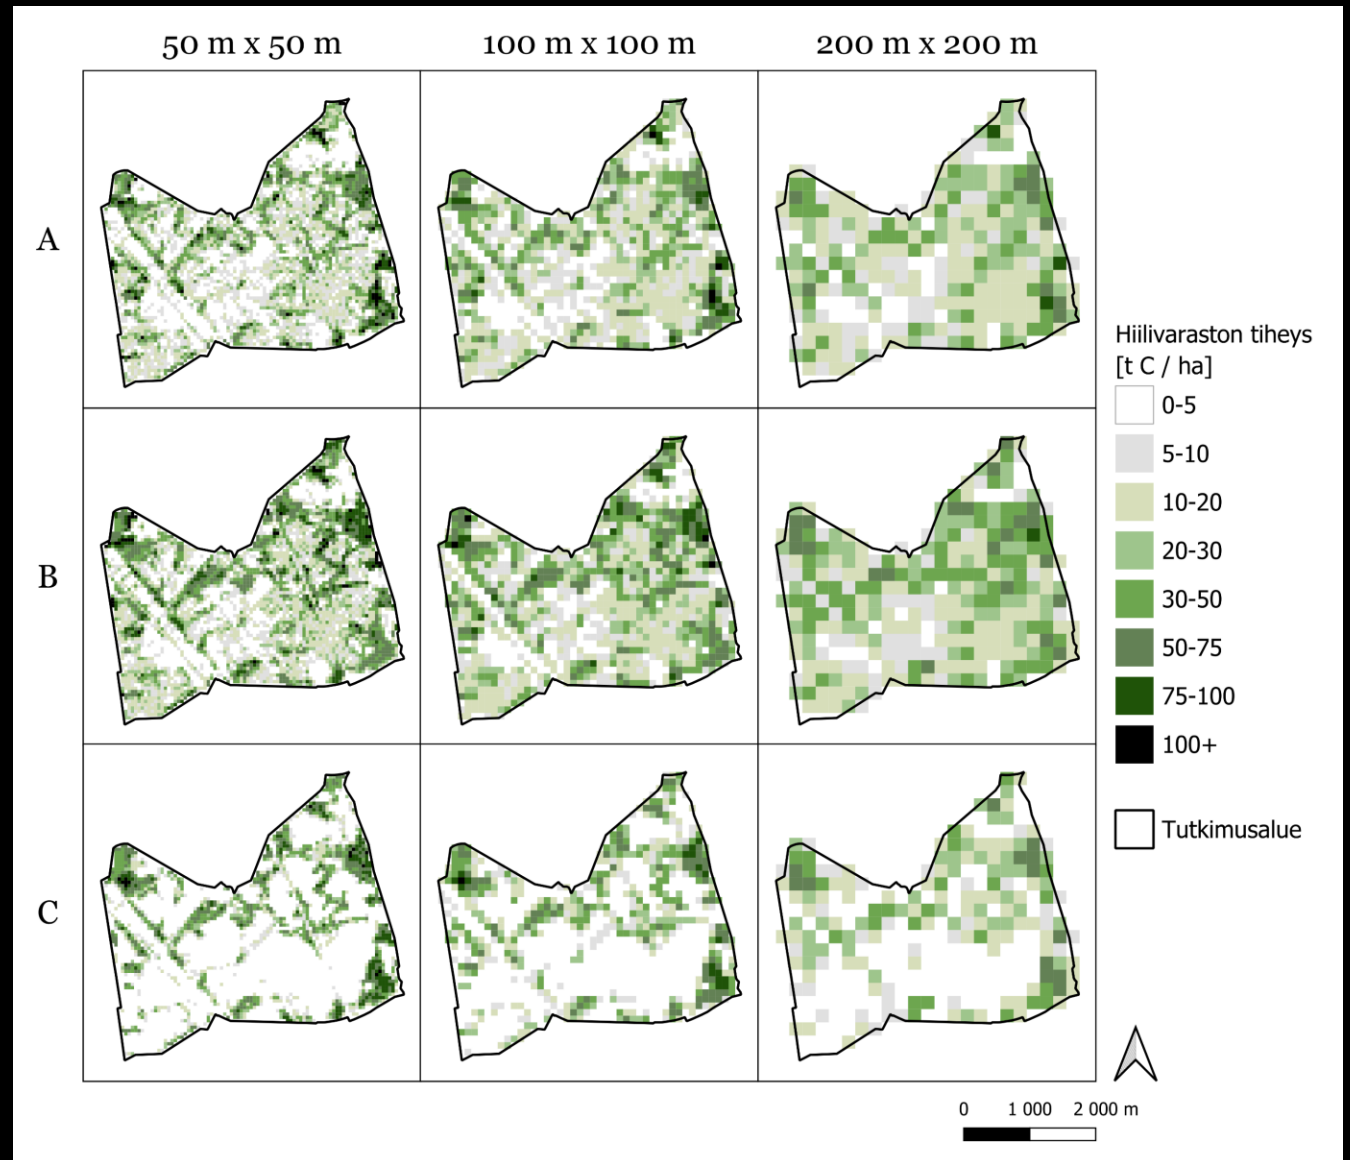 50 m x 50 m
100 m x 100 m
200 m x 200 m
A
B
C
Hiilivaraston tiheys
[t C / ha]
0-5
5-10
10-20
20-30
30-50
50-75
75-100
100+
Tutkimusalue
0 1 000 2 000 m